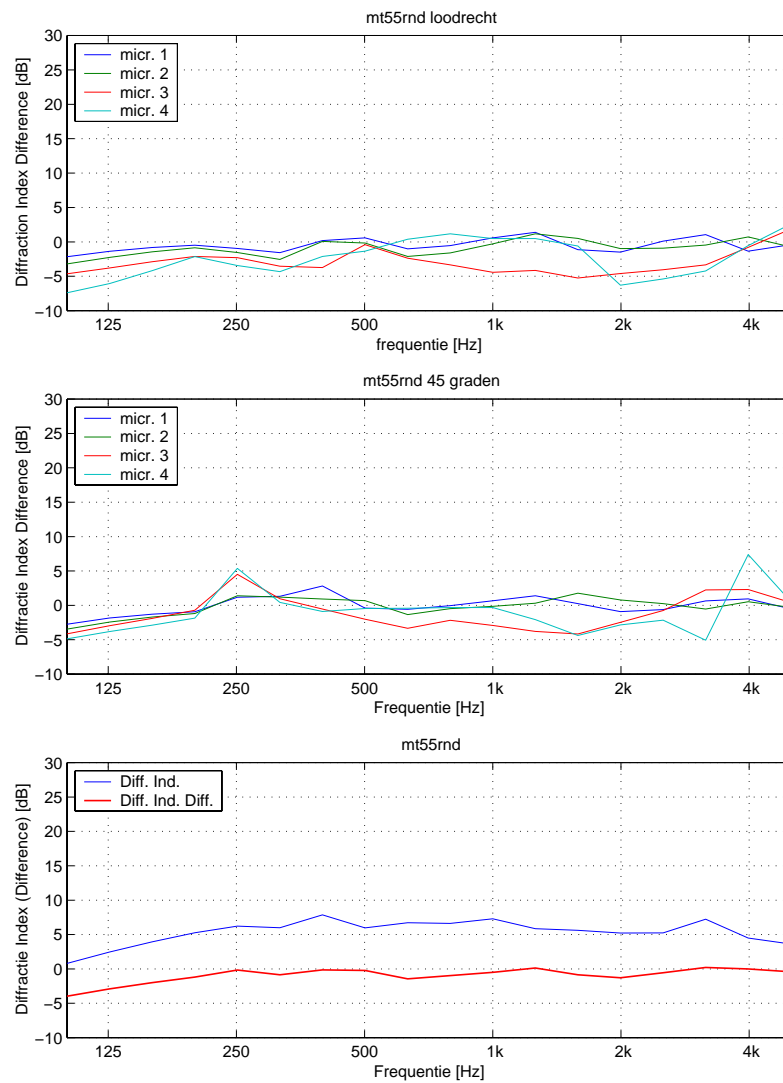 mt55rnd loodrecht
Diffraction Index Difference [dB]
30
25
20
15
10
5
0
−5
−10
micr. 1
micr. 2
micr. 3
micr. 4
125 250 500 1k 2k 4k
frequentie [Hz]
mt55rnd 45 graden
Diffractie Index Difference [dB]
30
25
20
15
10
5
0
−5
−10
micr. 1
micr. 2
micr. 3
micr. 4
125 250 500 1k 2k 4k
Frequentie [Hz]
mt55rnd
Diffractie Index (Difference) [dB]
30
25
20
15
10
5
0
−5
−10
Diff. Ind.
Diff. Ind. Diff.
125 250 500 1k 2k 4k
Frequentie [Hz]